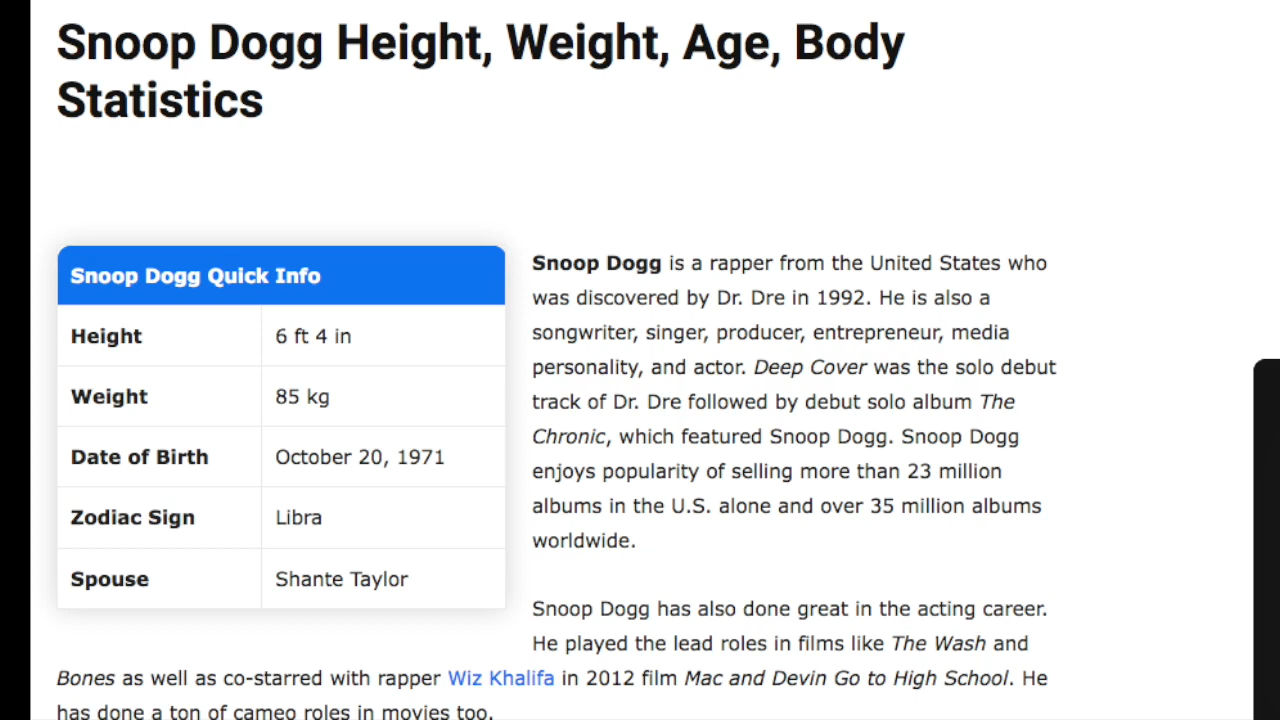 Snoop Dogg Height, Weight, Age, Body
Statistics
Snoop Dogg Quick Info
Height 6 ft 4 in
Weight 85 kg
Date of Birth October 20, 1971
Zodiac Sign Libra
Spouse Shante Taylor
Snoop Dogg is a rapper from the United States who
was discovered by Dr. Dre in 1992. He is also a
songwriter, singer, producer, entrepreneur, media
personality, and actor. Deep Cover was the solo debut
track of Dr. Dre followed by debut solo album The
Chronic, which featured Snoop Dogg. Snoop Dogg
enjoys popularity of selling more than 23 million
albums in the U.S. alone and over 35 million albums
worldwide.
Snoop Dogg has also done great in the acting career.
He played the lead roles in films like The Wash and
Bones as well as co-starred with rapper Wiz Khalifa in 2012 film Mac and Devin Go to High School. He
has done a ton of cameo roles in movies too.